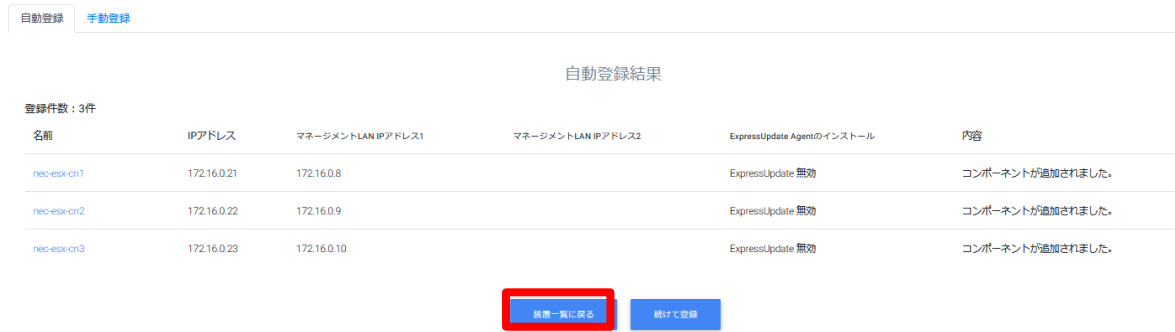 自動登録 手動登録
自動登録結果
登録件数：3件
名前 IPアドレス マネージメントLAN IPアドレス1 マネージメントLAN IPアドレス2 ExpressUpdate Agentのインストール 内容
nec-esx-cn1 172.16.0.21 172.16.0.8 ExpressUpdate 無効 コンポーネントが追加されました。
nec-esx-cn2 172.16.0.22 172.16.0.9 ExpressUpdate 無効 コンポーネントが追加されました。
nec-esx-cn3 172.16.0.23 172.16.0.10 ExpressUpdate 無効 コンポーネントが追加されました。
装置一覧に戻る 続けて登録